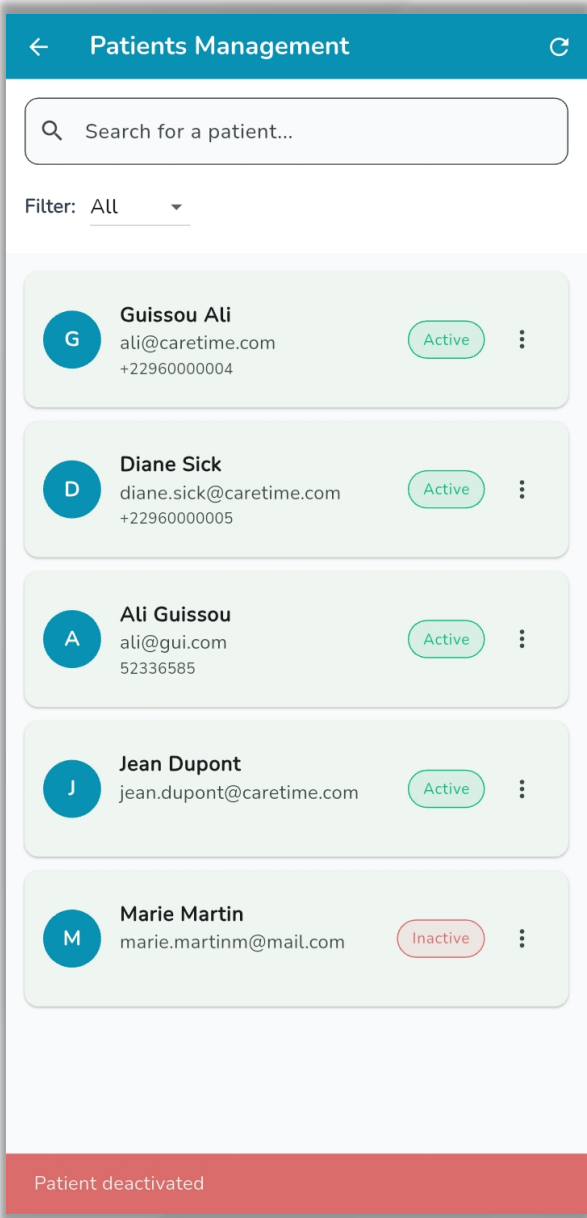 Patients Management
Search for a patient...
Filter: All
G
Guissou Ali
ali@caretime.com
+22960000004
Active
D
Diane Sick
diane.sick@caretime.com
+22960000005
Active
A
Ali Guissou
ali@gui.com
52336585
Active
J
Jean Dupont
jean.dupont@caretime.com
Active
M
Marie Martin
marie.martinm@mail.com
Inactive
Patient deactivated